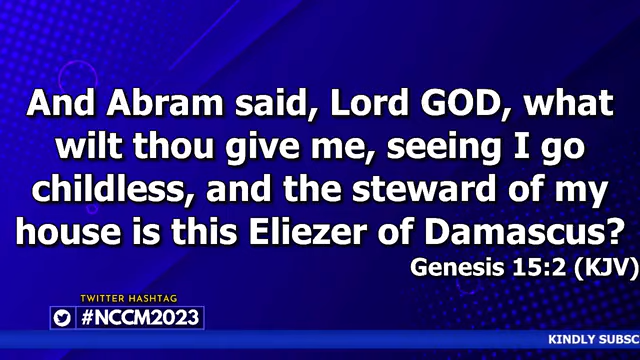 And Abram said, Lord GOD, what
wilt thou give me, seeing I go
childless, and the steward of my
house is this Eliezer of Damascus?
Genesis 15:2 (KJV)
TWITTER HASHTAG
#NCCM2023
KINDLY SUBSC